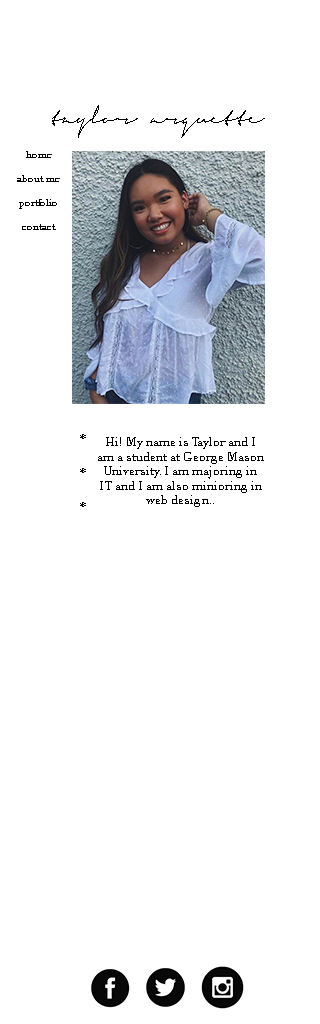 taylor arquette
home
about me
portfolio
contact
* Hi! My name is Taylor and I
am a student at George Mason
* University. I am majoring in
IT and I am also minioring in
* web design..